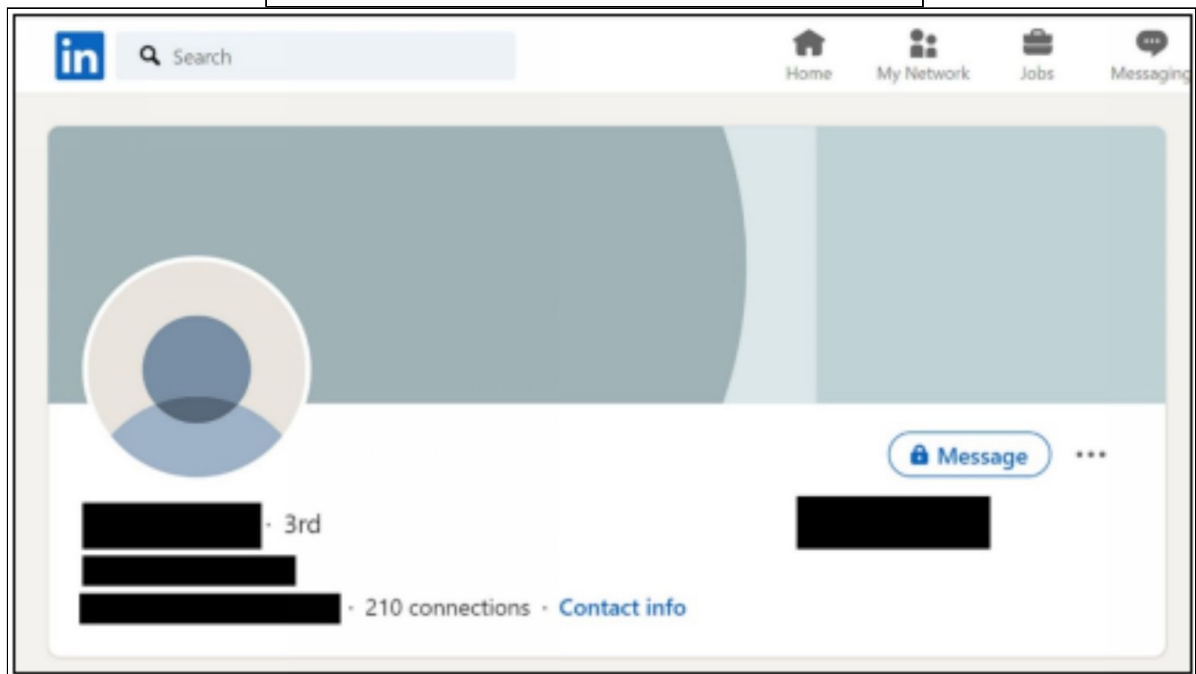 in Search
Home My Network Jobs Messaging
Message
· 3rd
· 210 connections · Contact info